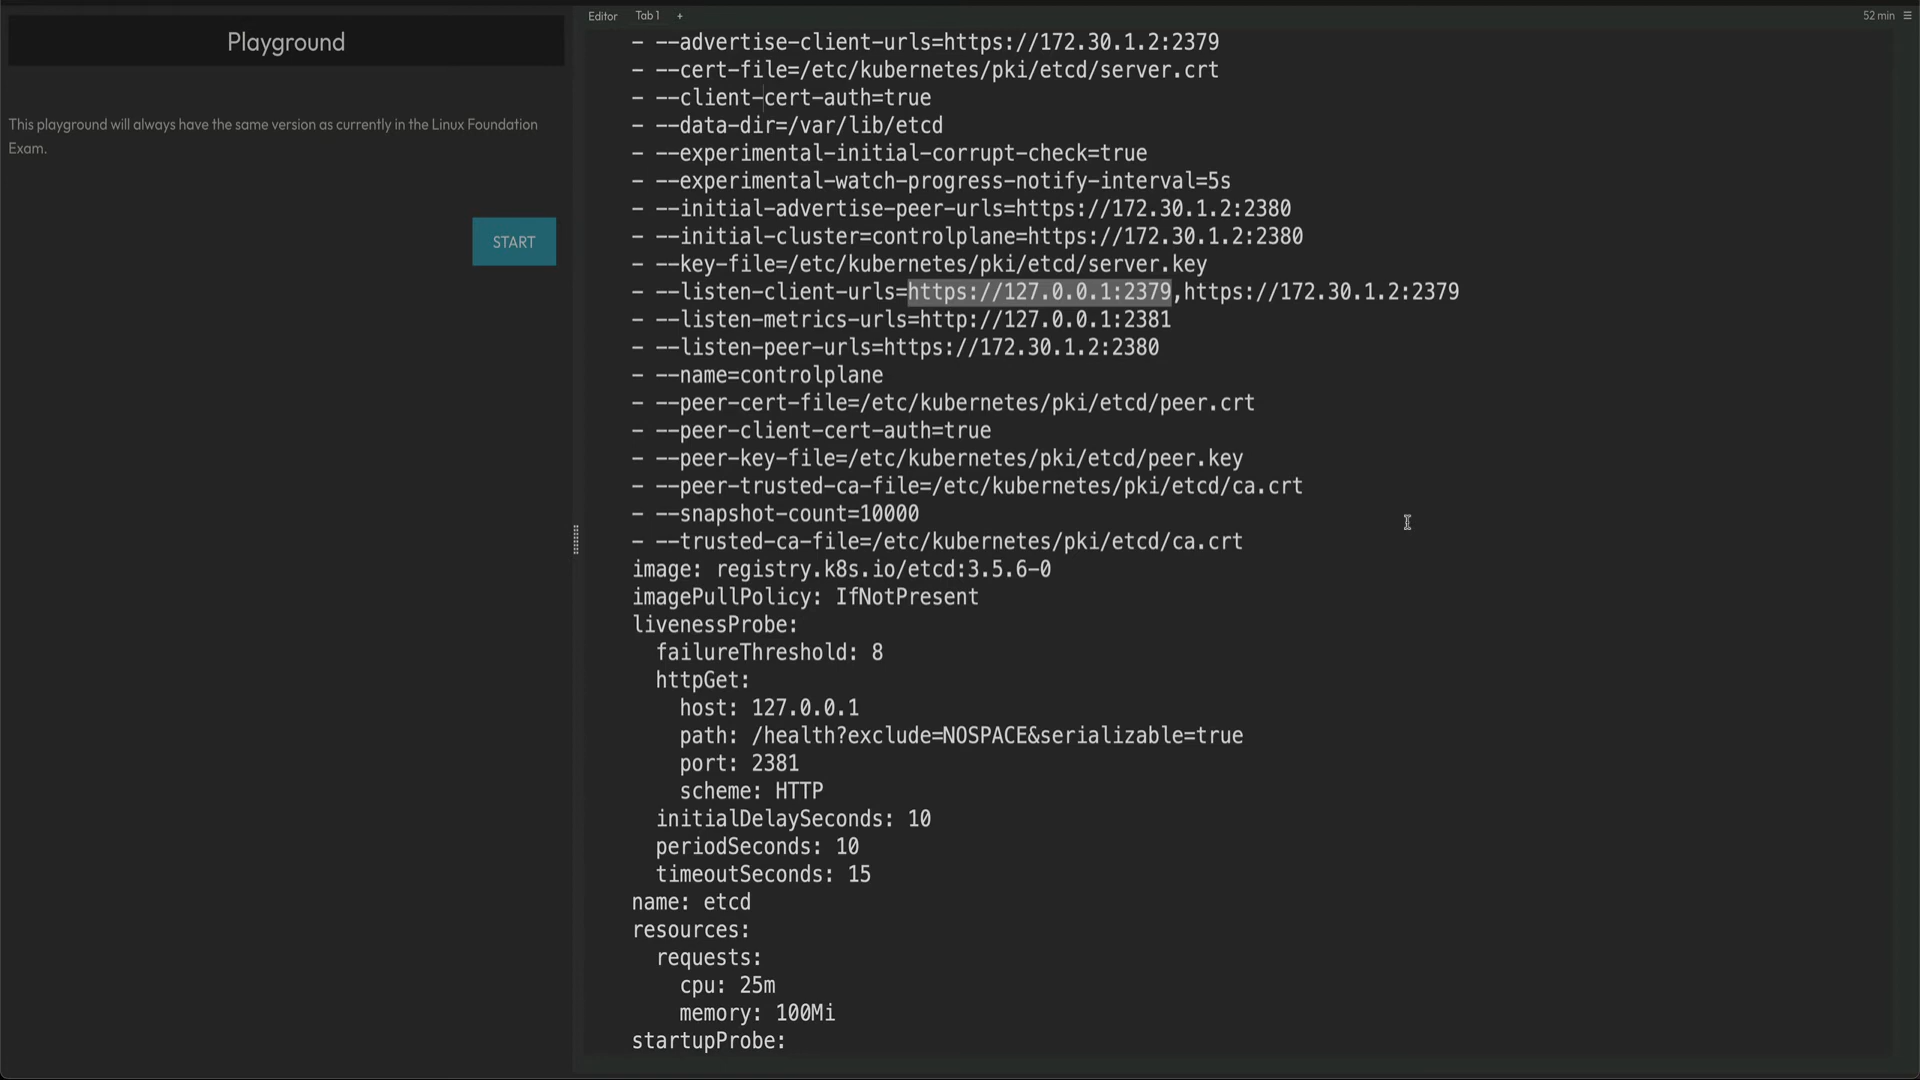 Playground
This playground will always have the same version as currently in the Linux Foundation
Exam.
START
Editor Tab 1 +
52 min
- --advertise-client-urls=https://172.30.1.2:2379
- --cert-file=/etc/kubernetes/pki/etcd/server.crt
- --client-cert-auth=true
- --data-dir=/var/lib/etcd
- --experimental-initial-corrupt-check=true
- --experimental-watch-progress-notify-interval=5s
- --initial-advertise-peer-urls=https://172.30.1.2:2380
- --initial-cluster=controlplane=https://172.30.1.2:2380
- --key-file=/etc/kubernetes/pki/etcd/server.key
- --listen-client-urls=https://127.0.0.1:2379,https://172.30.1.2:2379
- --listen-metrics-urls=http://127.0.0.1:2381
- --listen-peer-urls=https://172.30.1.2:2380
- --name=controlplane
- --peer-cert-file=/etc/kubernetes/pki/etcd/peer.crt
- --peer-client-cert-auth=true
- --peer-key-file=/etc/kubernetes/pki/etcd/peer.key
- --peer-trusted-ca-file=/etc/kubernetes/pki/etcd/ca.crt
- --snapshot-count=10000
- --trusted-ca-file=/etc/kubernetes/pki/etcd/ca.crt
image: registry.k8s.io/etcd:3.5.6-0
imagePullPolicy: IfNotPresent
livenessProbe:
  failureThreshold: 8
  httpGet:
    host: 127.0.0.1
    path: /health?exclude=NOSPACE&serializable=true
    port: 2381
    scheme: HTTP
  initialDelaySeconds: 10
  periodSeconds: 10
  timeoutSeconds: 15
name: etcd
resources:
  requests:
    cpu: 25m
    memory: 100Mi
startupProbe: